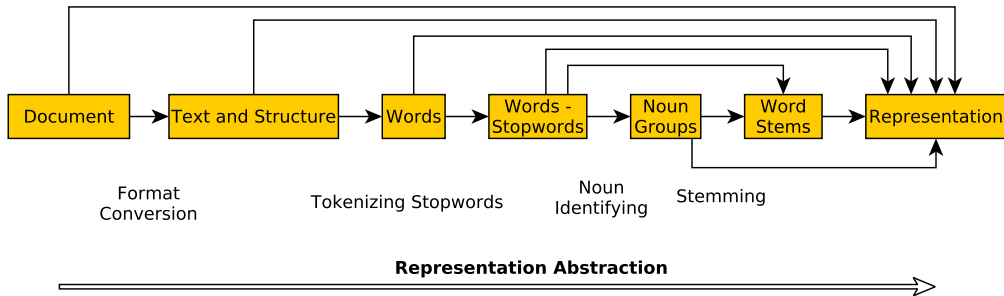 Document
Text and Structure
Words
Words -
Stopwords
Noun
Groups
Word
Stems
Representation
Format
Conversion
Tokenizing Stopwords
Noun
Identifying
Stemming
Representation Abstraction